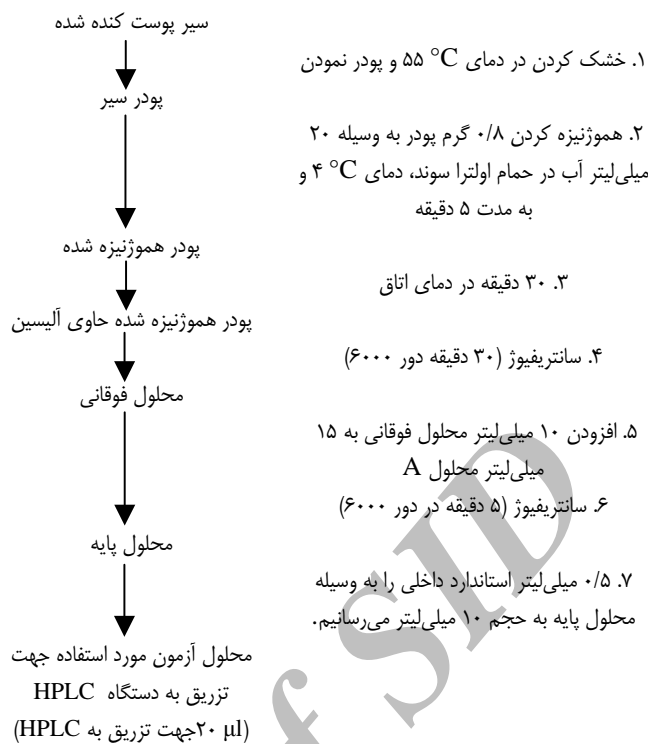 سیر پوست کنده شده
۱. خشک کردن در دمای ۵۵ °C و پودر نمودن
پودر سیر
۲. هموژنیزه کردن ۰/۸ گرم پودر به وسیله ۲۰
میلی‌لیتر آب در حمام اولترا سوند، دمای ۴ °C و
به مدت ۵ دقیقه
پودر هموژنیزه شده
۳. ۳۰ دقیقه در دمای اتاق
پودر هموژنیزه شده حاوی آلیسین
۴. سانتریفیوژ (۳۰ دقیقه دور ۶۰۰۰)
محلول فوقانی
۵. افزودن ۱۰ میلی‌لیتر محلول فوقانی به ۱۵
میلی‌لیتر محلول A
۶. سانتریفیوژ (۵ دقیقه در دور ۶۰۰۰)
محلول پایه
۷. ۰/۵ میلی‌لیتر استاندارد داخلی را به وسیله
محلول پایه به حجم ۱۰ میلی‌لیتر می‌رسانیم.
محلول آزمون مورد استفاده جهت
تزریق به دستگاه HPLC
(۲۰ µl جهت تزریق به HPLC)
of SID